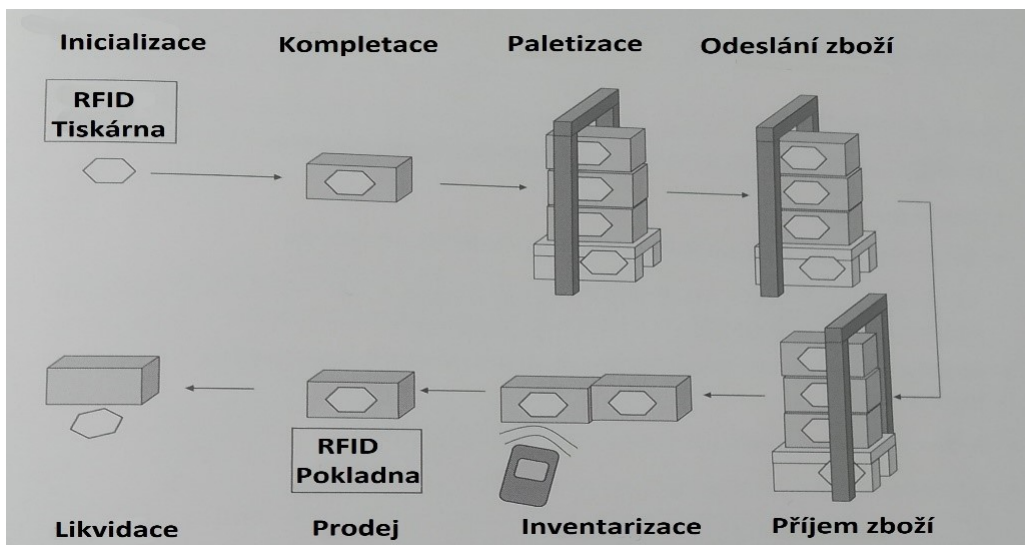 Inicializace
Kompletace
Paletizace
Odeslání zboží
RFID
Tiskárna
RFID
Pokladna
Likvidace
Prodej
Inventarizace
Příjem zboží